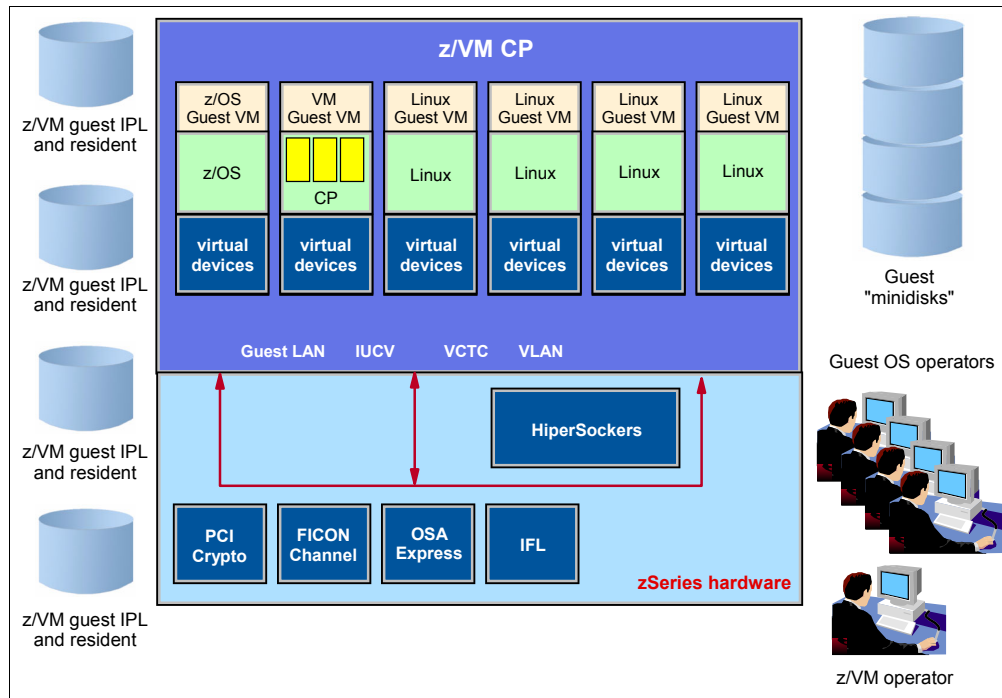 z/VM CP
z/OS
Guest VM
VM
Guest VM
Linux
Guest VM
Linux
Guest VM
Linux
Guest VM
Linux
Guest VM
z/OS
CP
Linux
Linux
Linux
Linux
virtual
devices
virtual
devices
virtual
devices
virtual
devices
virtual
devices
virtual
devices
Guest LAN
IUCV
VCTC
VLAN
HiperSockers
PCI
Crypto
FICON
Channel
OSA
Express
IFL
zSeries hardware
z/VM guest IPL
and resident
z/VM guest IPL
and resident
z/VM guest IPL
and resident
z/VM guest IPL
and resident
Guest
"minidisks"
Guest OS operators
z/VM operator